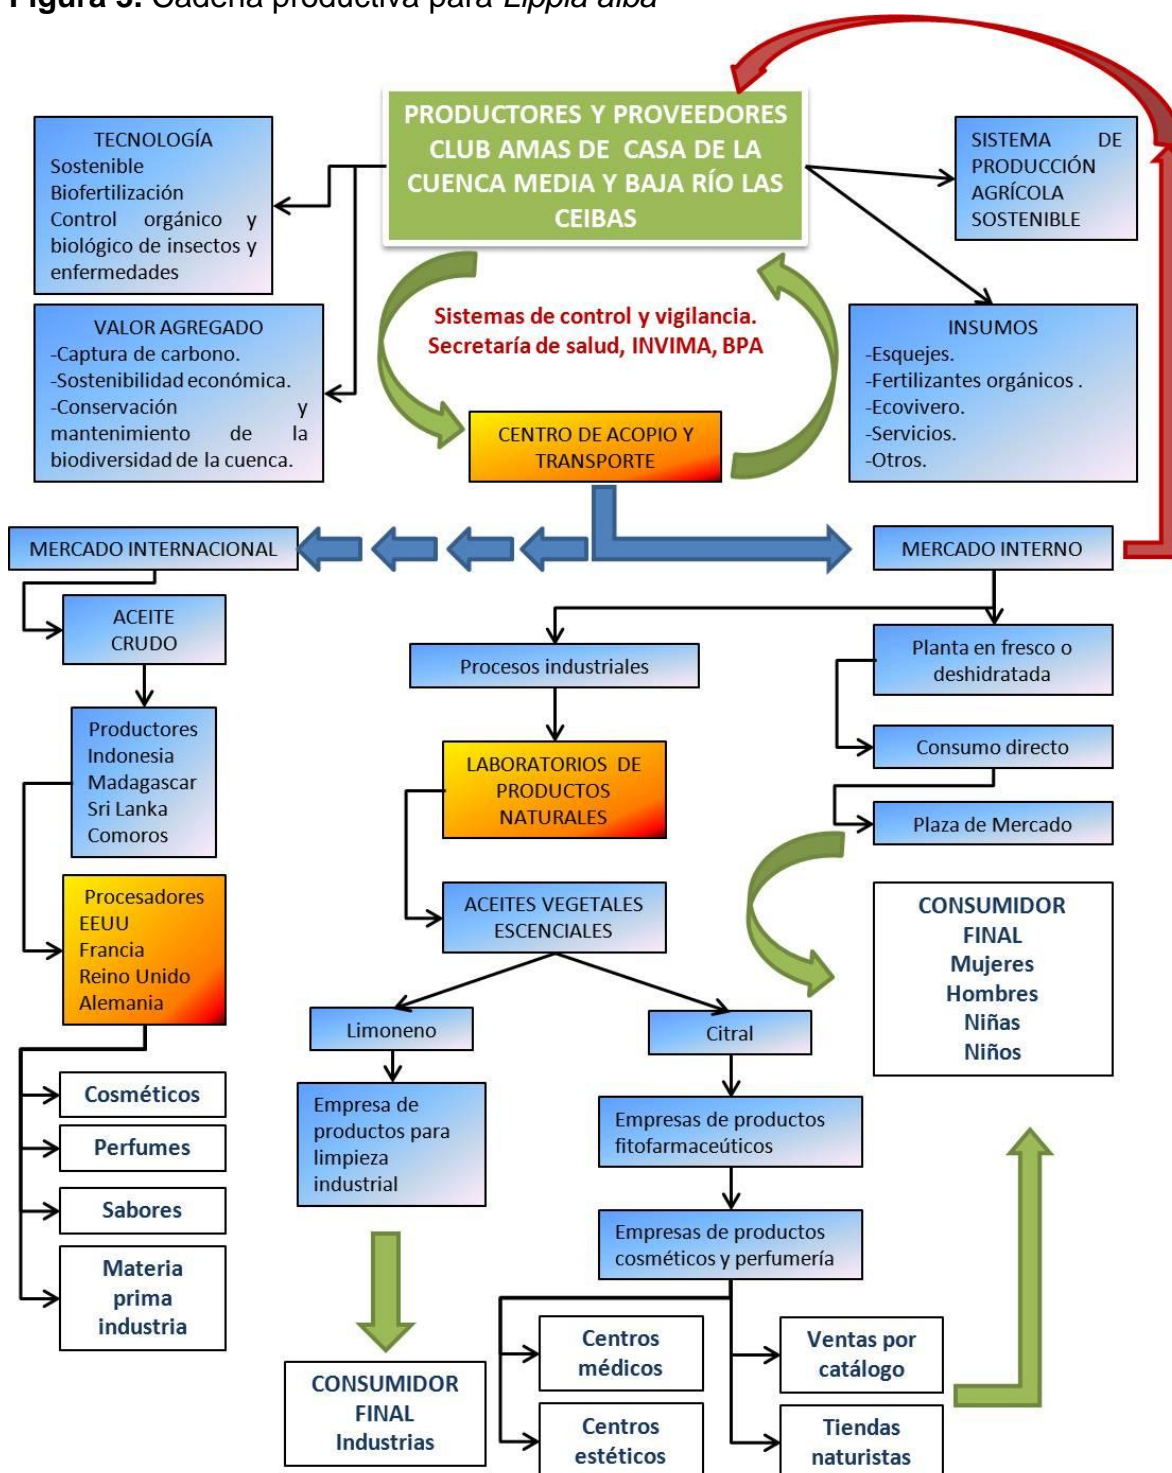 Figura 3. Cadena productiva para Lippia alba
PRODUCTORES Y PROVEEDORES
CLUB AMAS DE CASA DE LA
CUENCA MEDIA Y BAJA RÍO LAS
CEIBAS
TECNOLOGÍA
Sostenible
Biofertilización
Control orgánico y
biológico de insectos y
enfermedades
SISTEMA DE
PRODUCCIÓN
AGRÍCOLA
SOSTENIBLE
VALOR AGREGADO
-Captura de carbono.
-Sostenibilidad económica.
-Conservación y
mantenimiento de la
biodiversidad de la cuenca.
Sistemas de control y vigilancia.
Secretaría de salud, INVIMA, BPA
INSUMOS
-Esquejes.
-Fertilizantes orgánicos .
-Ecovivero.
-Servicios.
-Otros.
CENTRO DE ACOPIO Y
TRANSPORTE
MERCADO INTERNACIONAL
MERCADO INTERNO
ACEITE
CRUDO
Procesos industriales
Planta en fresco o
deshidratada
Productores
Indonesia
Madagascar
Sri Lanka
Comoros
LABORATORIOS DE
PRODUCTOS
NATURALES
Consumo directo
Plaza de Mercado
Procesadores
EEUU
Francia
Reino Unido
Alemania
ACEITES VEGETALES
ESCENCIALES
CONSUMIDOR
FINAL
Mujeres
Hombres
Niñas
Niños
Limoneno
Citral
Cosméticos
Perfumes
Sabores
Materia
prima
industria
Empresa de
productos para
limpieza
industrial
Empresas de productos
fitofarmaceúticos
Empresas de productos
cosméticos y perfumería
CONSUMIDOR
FINAL
Industrias
Centros
médicos
Ventas por
catálogo
Centros
estéticos
Tiendas
naturistas